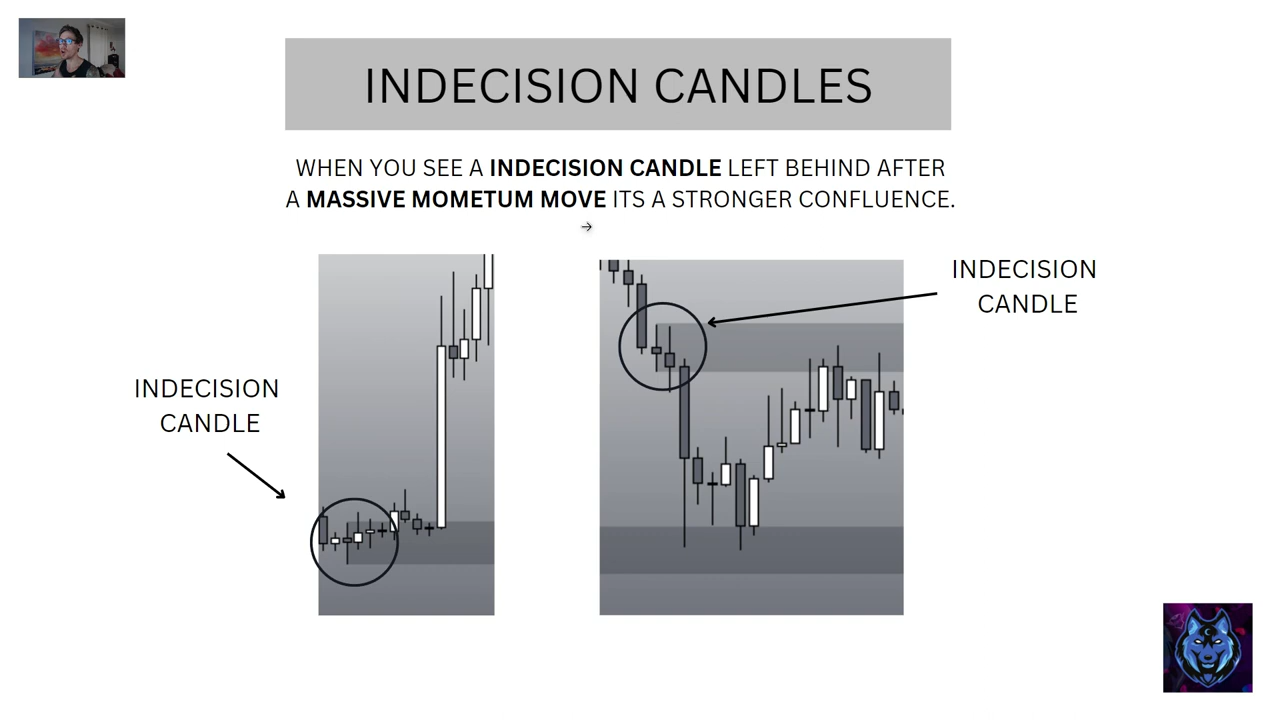 INDECISION CANDLES
WHEN YOU SEE A INDECISION CANDLE LEFT BEHIND AFTER
A MASSIVE MOMETUM MOVE ITS A STRONGER CONFLUENCE.
INDECISION
CANDLE
INDECISION
CANDLE